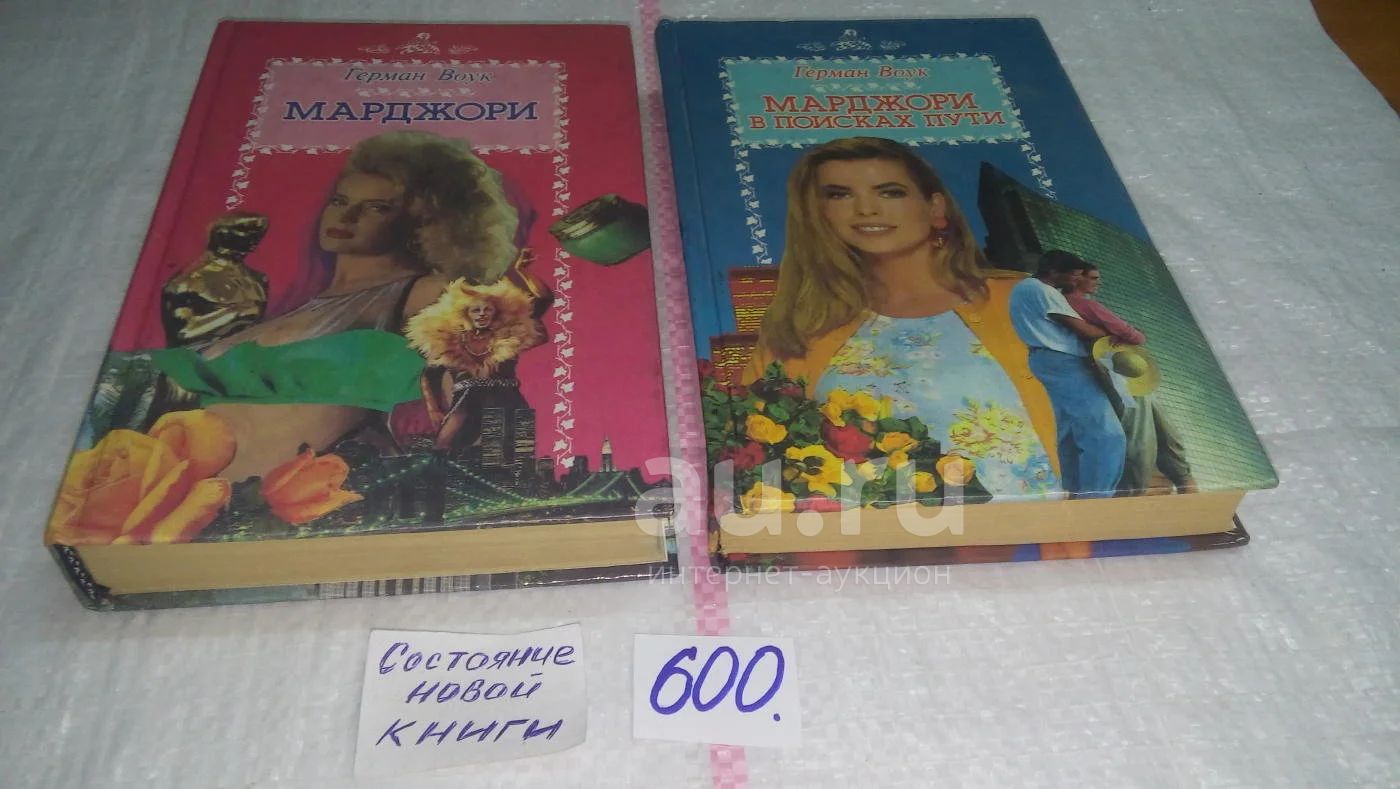 Герман Воук
МАРДЖОРИ
Герман Воук
МАРДЖОРИ
В ПОИСКАХ ПУТИ
au.ru
интернет-аукцион
Состояние
новой
книги
600.